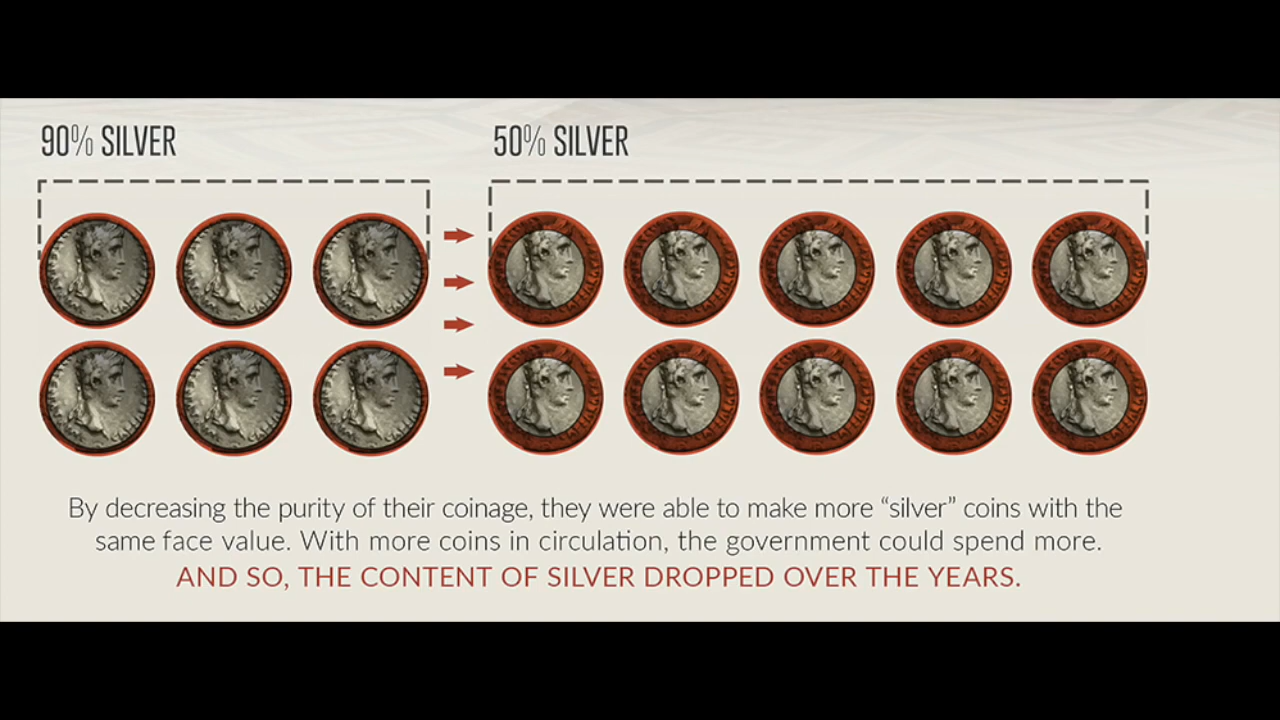 90% SILVER
50% SILVER
By decreasing the purity of their coinage, they were able to make more “silver” coins with the
same face value. With more coins in circulation, the government could spend more.
AND SO, THE CONTENT OF SILVER DROPPED OVER THE YEARS.